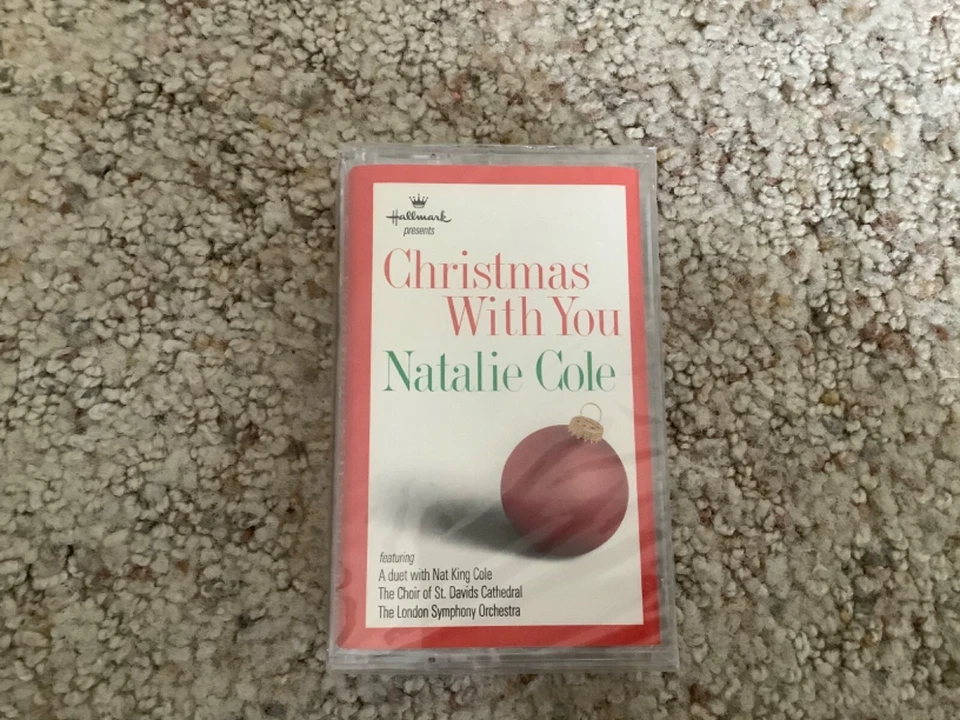 Hallmark
presents
Christmas
With You
Natalie Cole
featuring
A duet with Nat King Cole
The Choir of St. Davids Cathedral
The London Symphony Orchestra